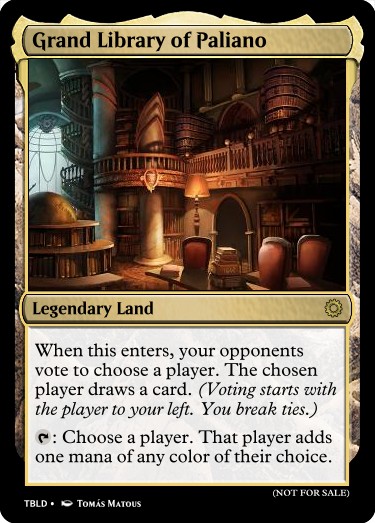 Grand Library of Paliano
Legendary Land
When this enters, your opponents
vote to choose a player. The chosen
player draws a card. (Voting starts with
the player to your left. You break ties.)
: Choose a player. That player adds
one mana of any color of their choice.
TBLD • Tomás Matous
(NOT FOR SALE)